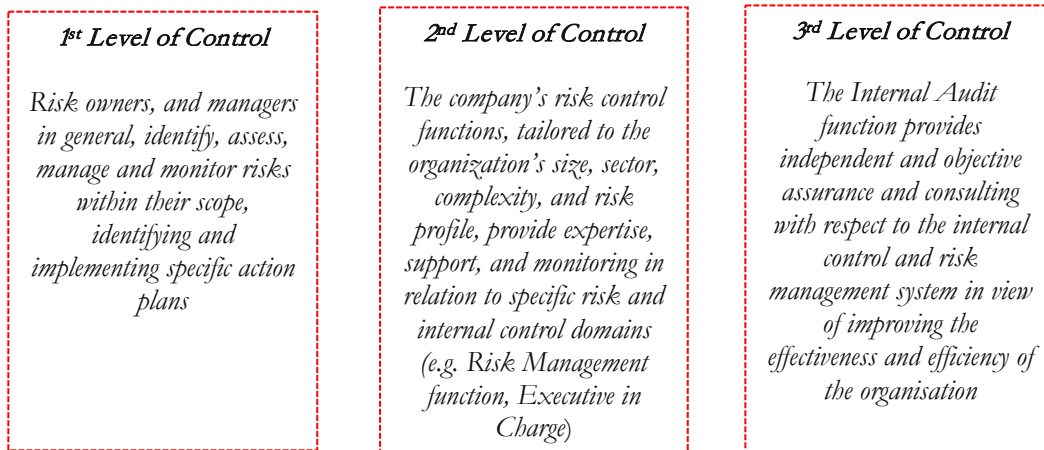 1st Level of Control
Risk owners, and managers
in general, identify, assess,
manage and monitor risks
within their scope,
identifying and
implementing specific action
plans
2nd Level of Control
The company's risk control
functions, tailored to the
organization's size, sector,
complexity, and risk
profile, provide expertise,
support, and monitoring in
relation to specific risk and
internal control domains
(e.g. Risk Management
function, Executive in
Charge)
3rd Level of Control
The Internal Audit
function provides
independent and objective
assurance and consulting
with respect to the internal
control and risk
management system in view
of improving the
effectiveness and efficiency of
the organisation